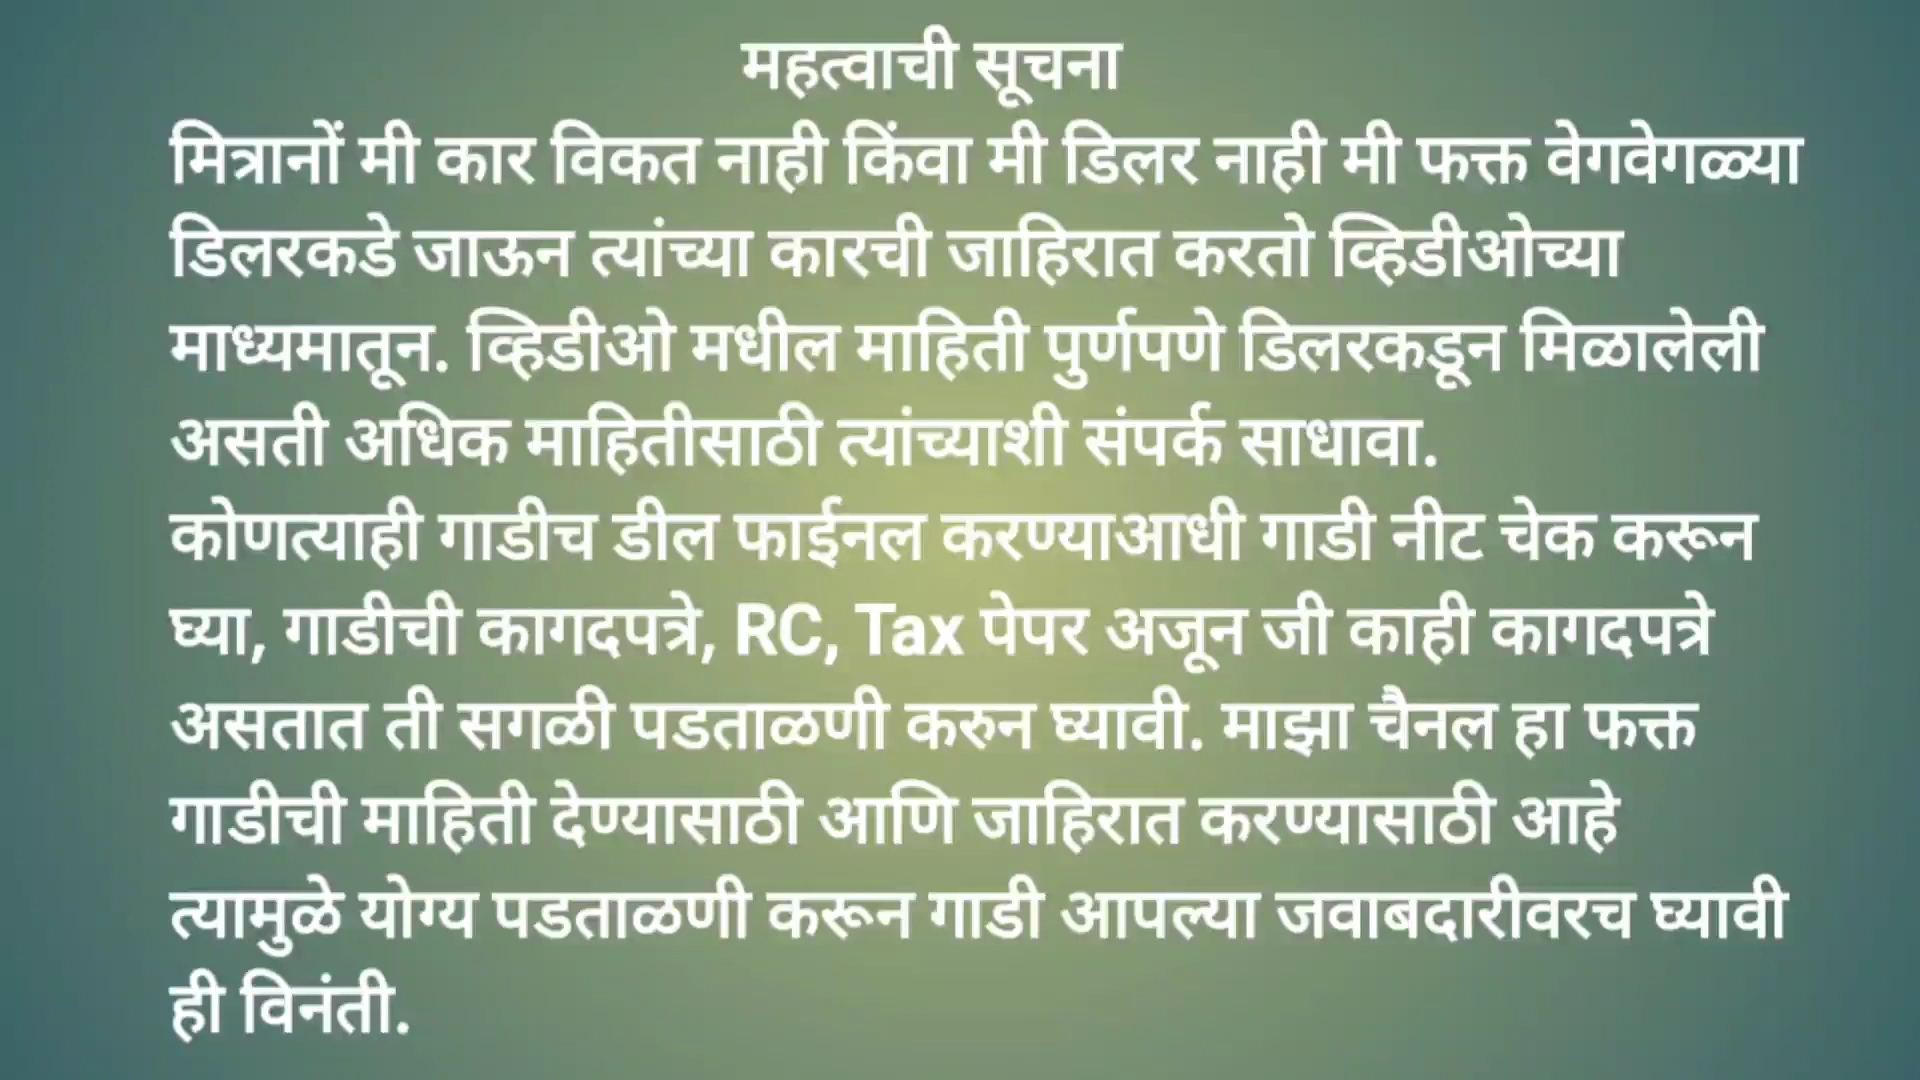 महत्वाची सूचना
मित्रानों मी कार विकत नाही किंवा मी डिलर नाही मी फक्त वेगवेगळ्या
डिलरकडे जाऊन त्यांच्या कारची जाहिरात करतो व्हिडीओच्या
माध्यमातून. व्हिडीओ मधील माहिती पुर्णपणे डिलरकडून मिळालेली
असती अधिक माहितीसाठी त्यांच्याशी संपर्क साधावा.
कोणत्याही गाडीच डील फाईनल करण्याआधी गाडी नीट चेक करून
घ्या, गाडीची कागदपत्रे, RC, Tax पेपर अजून जी काही कागदपत्रे
असतात ती सगळी पडताळणी करुन घ्यावी. माझा चैनल हा फक्त
गाडीची माहिती देण्यासाठी आणि जाहिरात करण्यासाठी आहे
त्यामुळे योग्य पडताळणी करून गाडी आपल्या जवाबदारीवरच घ्यावी
ही विनंती.